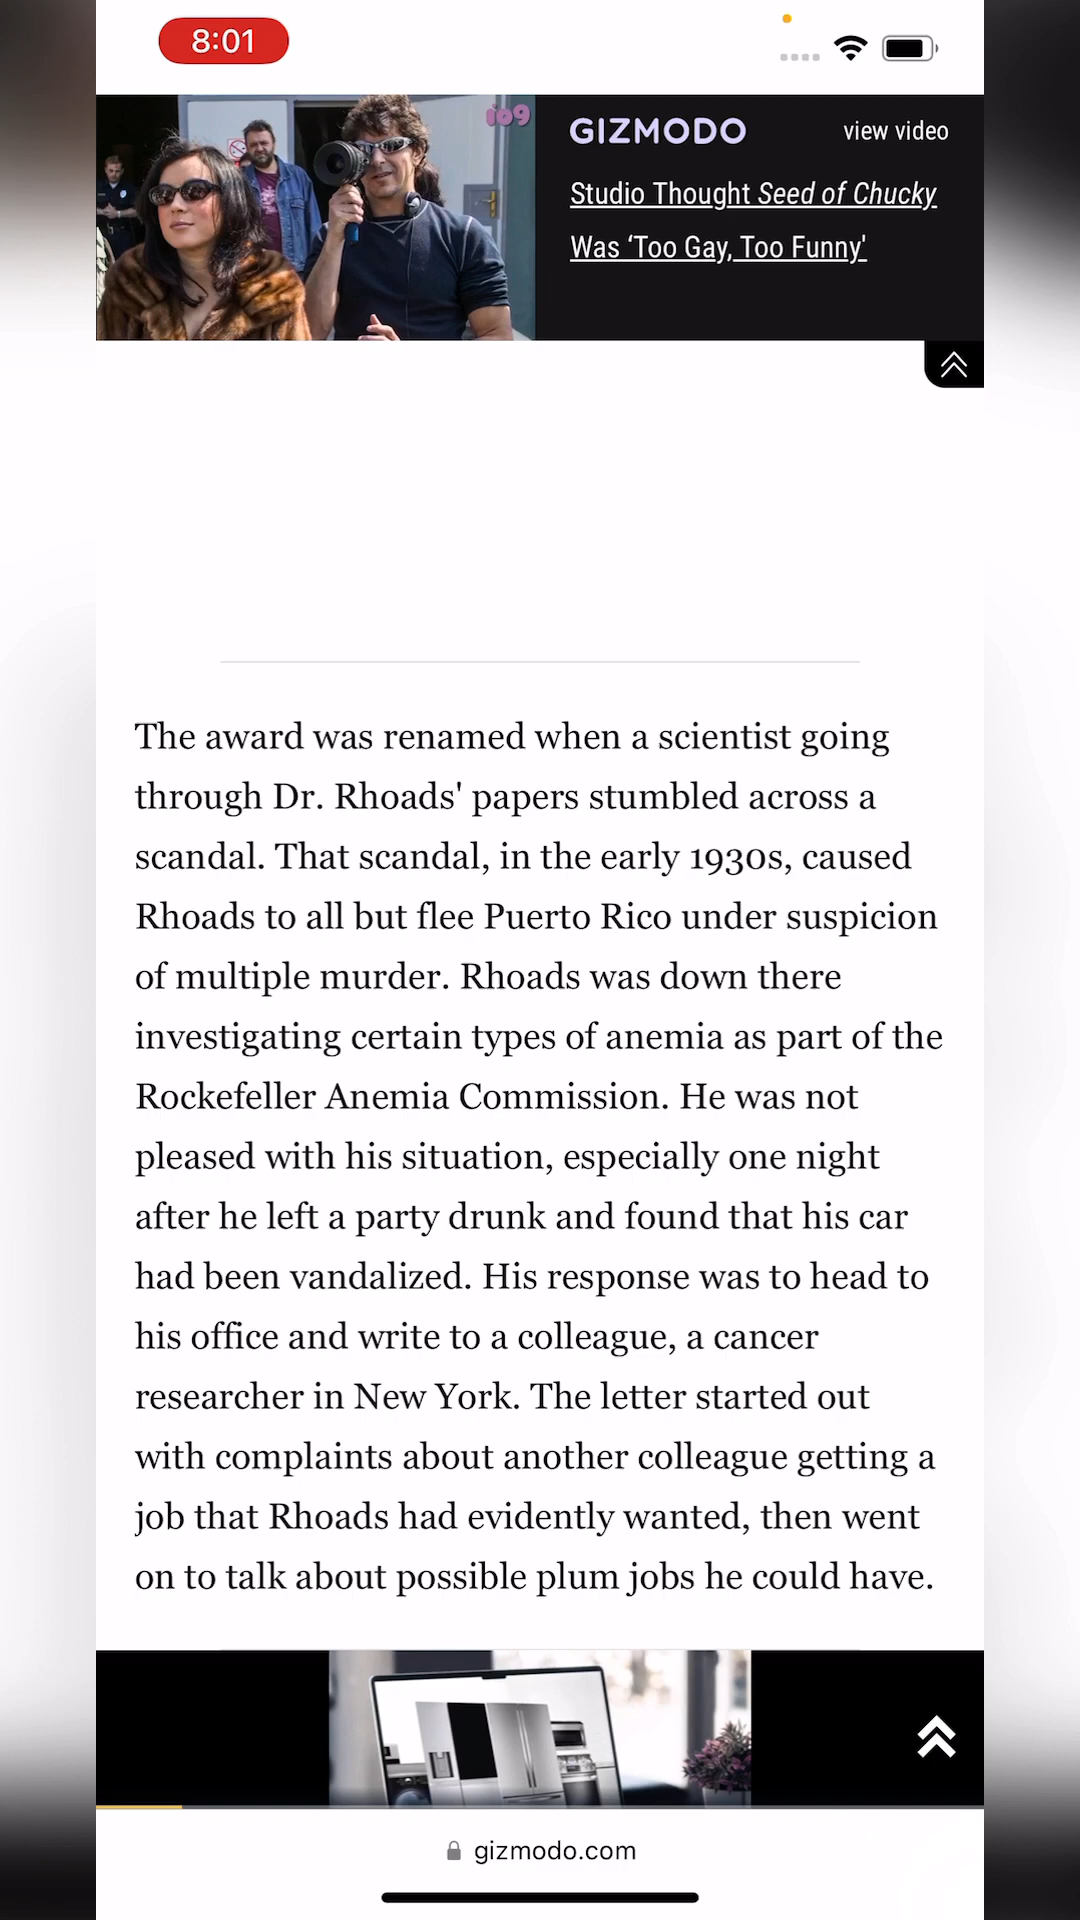 8:01
io9
GIZMODO
view video
Studio Thought Seed of Chucky
Was ‘Too Gay, Too Funny'
The award was renamed when a scientist going
through Dr. Rhoads' papers stumbled across a
scandal. That scandal, in the early 1930s, caused
Rhoads to all but flee Puerto Rico under suspicion
of multiple murder. Rhoads was down there
investigating certain types of anemia as part of the
Rockefeller Anemia Commission. He was not
pleased with his situation, especially one night
after he left a party drunk and found that his car
had been vandalized. His response was to head to
his office and write to a colleague, a cancer
researcher in New York. The letter started out
with complaints about another colleague getting a
job that Rhoads had evidently wanted, then went
on to talk about possible plum jobs he could have.
gizmodo.com